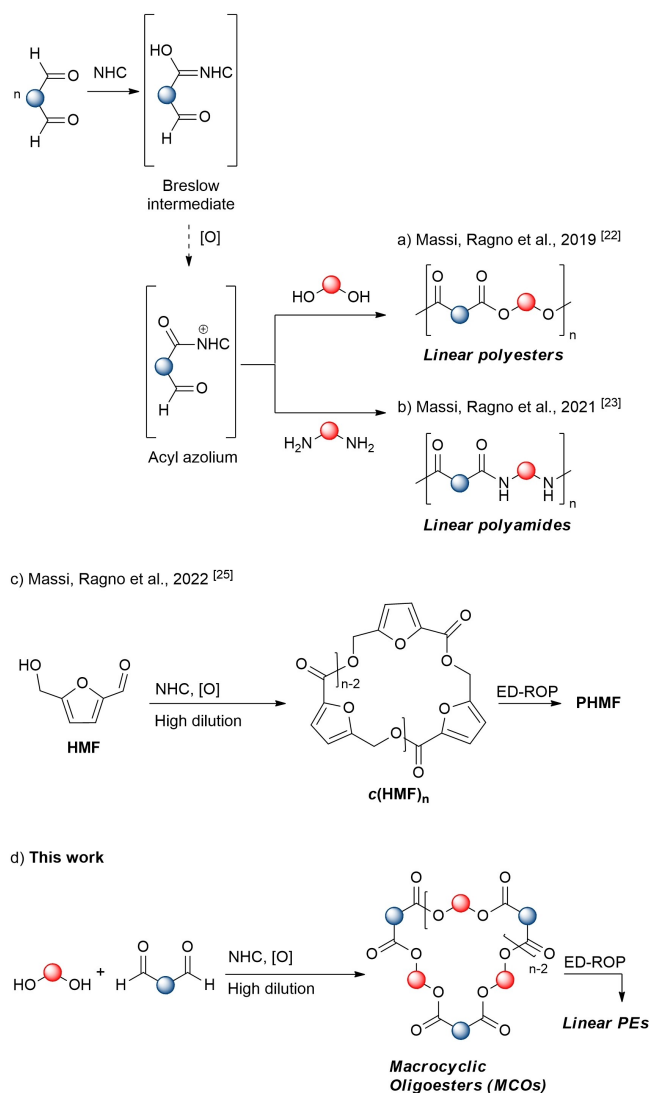 H
O
n
O
H
NHC
HO
NHC
O
H
Breslow
intermediate
[O]
O
⊕
NHC
O
H
Acyl azolium
HO OH
H2N NH2
a) Massi, Ragno et al., 2019 [22]
O O
O O
n
Linear polyesters
b) Massi, Ragno et al., 2021 [23]
O O
N N
H H
n
Linear polyamides
c) Massi, Ragno et al., 2022 [25]
HO O
O
HMF
NHC, [O]
High dilution
O O
O O O
n-2
O O
O O
O
c(HMF)n
ED-ROP
PHMF
d) This work
HO OH
+
O O
H H
NHC, [O]
High dilution
O O
O O
O O
O O
n-2
O O
O O
Macrocyclic
Oligoesters (MCOs)
ED-ROP
Linear PEs